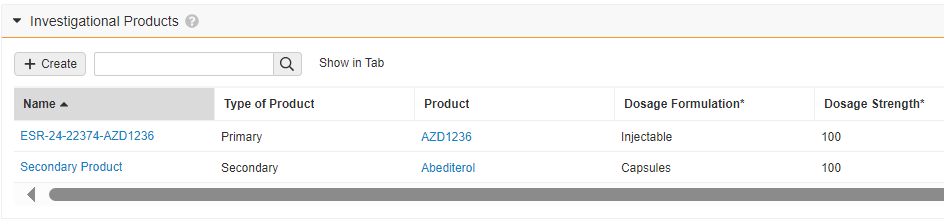 Investigational Products ?
+ Create
Show in Tab
Name Type of Product Product Dosage Formulation* Dosage Strength*
ESR-24-22374-AZD1236 Primary AZD1236 Injectable 100
Secondary Product Secondary Abediterol Capsules 100